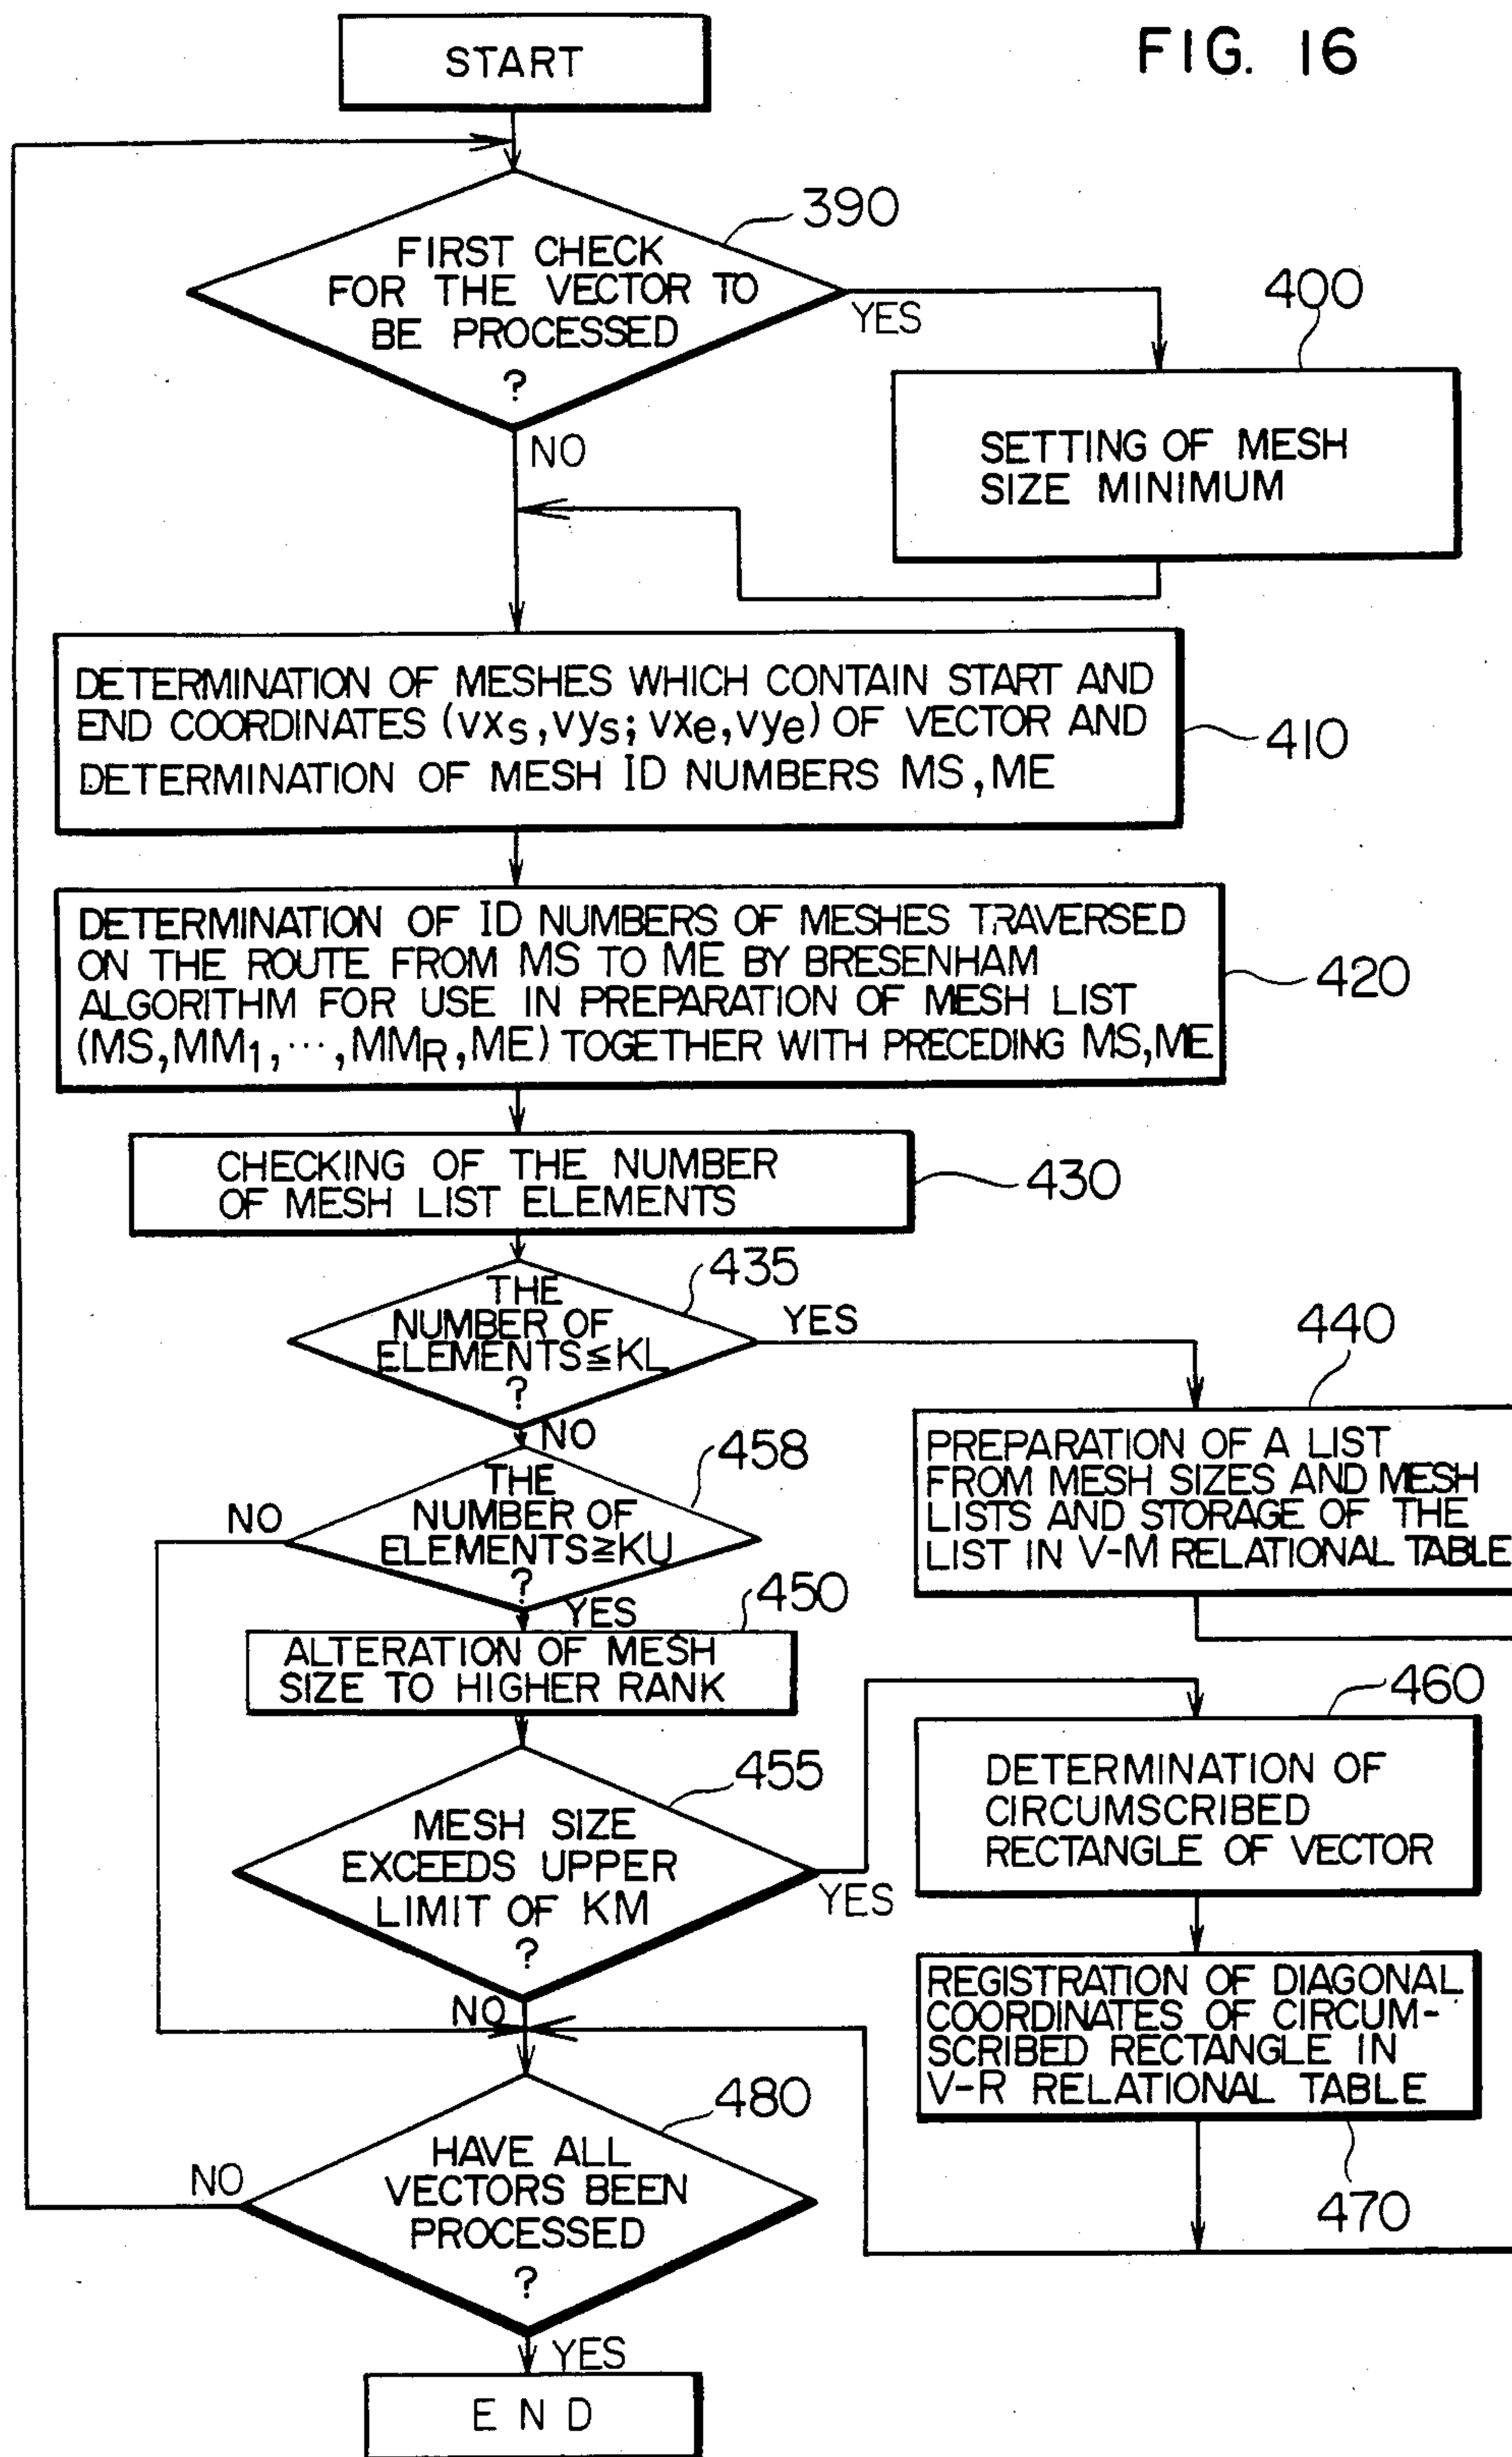 START
FIG. 16
390
FIRST CHECK
FOR THE VECTOR TO
BE PROCESSED
?
YES
400
NO
SETTING OF MESH
SIZE MINIMUM
DETERMINATION OF MESHES WHICH CONTAIN START AND
END COORDINATES (vxs,vys; vxe,vye) OF VECTOR AND
DETERMINATION OF MESH ID NUMBERS MS,ME
410
DETERMINATION OF ID NUMBERS OF MESHES TRAVERSED
ON THE ROUTE FROM MS TO ME BY BRESENHAM
ALGORITHM FOR USE IN PREPARATION OF MESH LIST
(MS,MM1,···,MMR,ME) TOGETHER WITH PRECEDING MS,ME
420
CHECKING OF THE NUMBER
OF MESH LIST ELEMENTS
430
435
THE
NUMBER OF
ELEMENTS≦KL
?
YES
440
NO
PREPARATION OF A LIST
FROM MESH SIZES AND MESH
LISTS AND STORAGE OF THE
LIST IN V-M RELATIONAL TABLE
458
THE
NUMBER OF
ELEMENTS≧KU
?
NO
YES
450
ALTERATION OF MESH
SIZE TO HIGHER RANK
460
DETERMINATION OF
CIRCUMSCRIBED
RECTANGLE OF VECTOR
455
MESH SIZE
EXCEEDS UPPER
LIMIT OF KM
?
YES
NO
REGISTRATION OF DIAGONAL
COORDINATES OF CIRCUM-
SCRIBED RECTANGLE IN
V-R RELATIONAL TABLE
470
480
HAVE ALL
VECTORS BEEN
PROCESSED
?
NO
YES
END